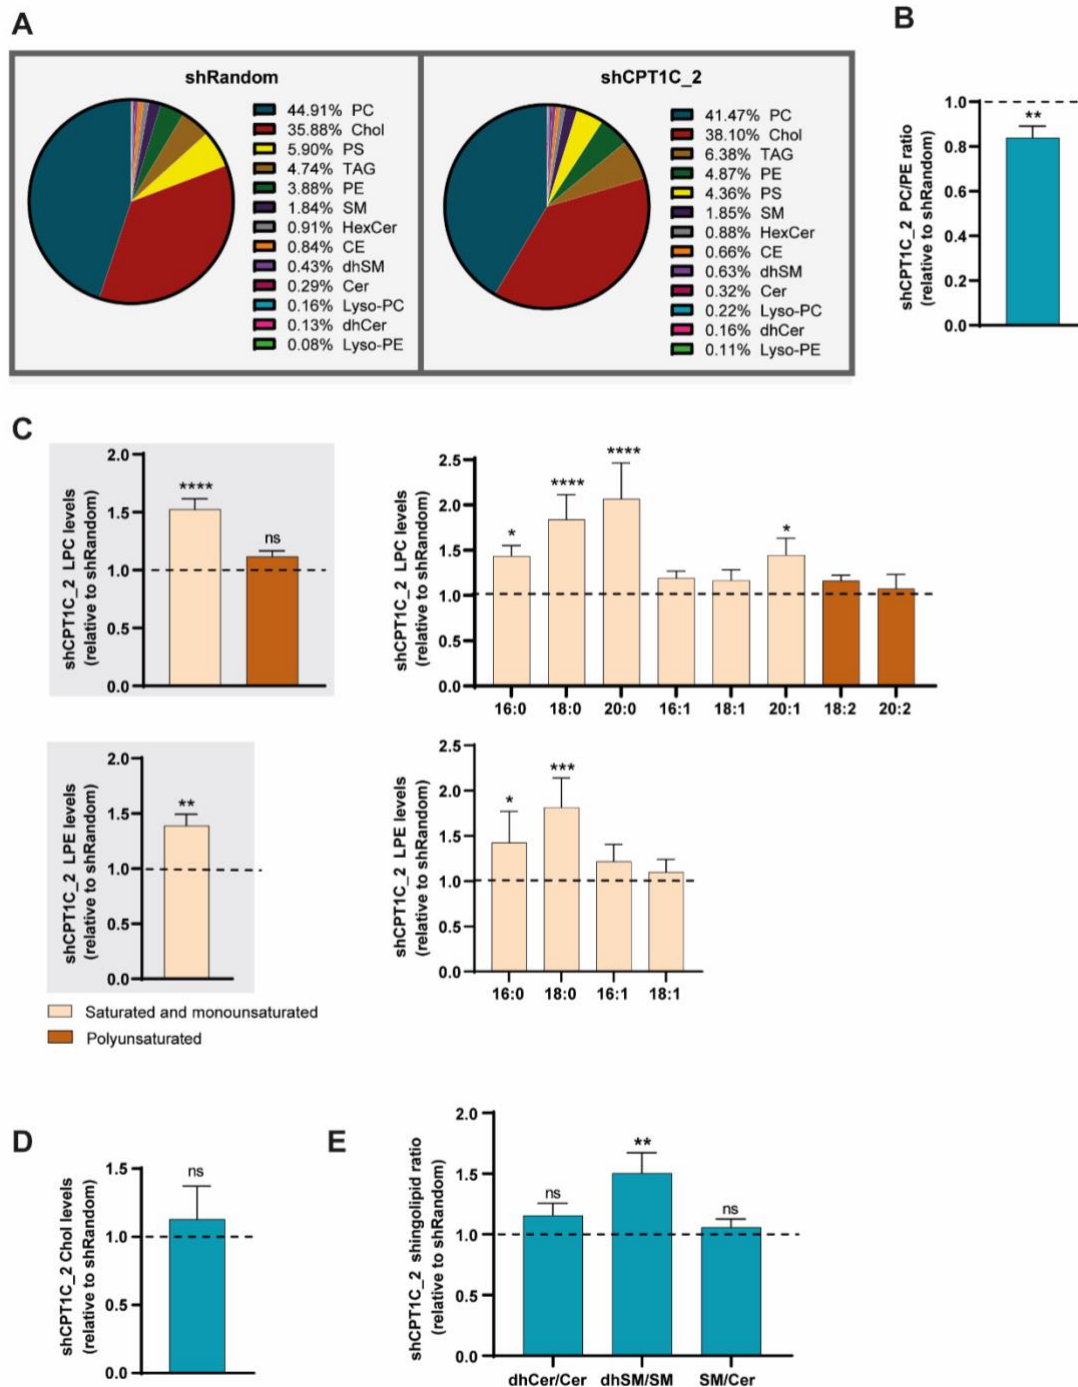 A
B
shRandom
44.91% PC
35.88% Chol
5.90% PS
4.74% TAG
3.88% PE
1.84% SM
0.91% HexCer
0.84% CE
0.43% dhSM
0.29% Cer
0.16% Lyso-PC
0.13% dhCer
0.08% Lyso-PE
shCPT1C_2
41.47% PC
38.10% Chol
6.38% TAG
4.87% PE
4.36% PS
1.85% SM
0.88% HexCer
0.66% CE
0.63% dhSM
0.32% Cer
0.22% Lyso-PC
0.16% dhCer
0.11% Lyso-PE
shCPT1C_2 PC/PE ratio
(relative to shRandom)
1.0
0.8
0.6
0.4
0.2
0.0
**
C
shCPT1C_2 LPC levels
(relative to shRandom)
2.0
1.5
1.0
0.5
0.0
****
ns
shCPT1C_2 LPC levels
(relative to shRandom)
2.5
2.0
1.5
1.0
0.5
0.0
* **** **** *
16:0 18:0 20:0 16:1 18:1 20:1 18:2 20:2
shCPT1C_2 LPE levels
(relative to shRandom)
2.0
1.5
1.0
0.5
0.0
**
shCPT1C_2 LPE levels
(relative to shRandom)
2.5
2.0
1.5
1.0
0.5
0.0
* ***
16:0 18:0 16:1 18:1
Saturated and monounsaturated
Polyunsaturated
D
shCPT1C_2 Chol levels
(relative to shRandom)
1.5
1.0
0.5
0.0
ns
E
shCPT1C_2 shingolipid ratio
(relative to shRandom)
2.0
1.5
1.0
0.5
0.0
ns ** ns
dhCer/Cer dhSM/SM SM/Cer